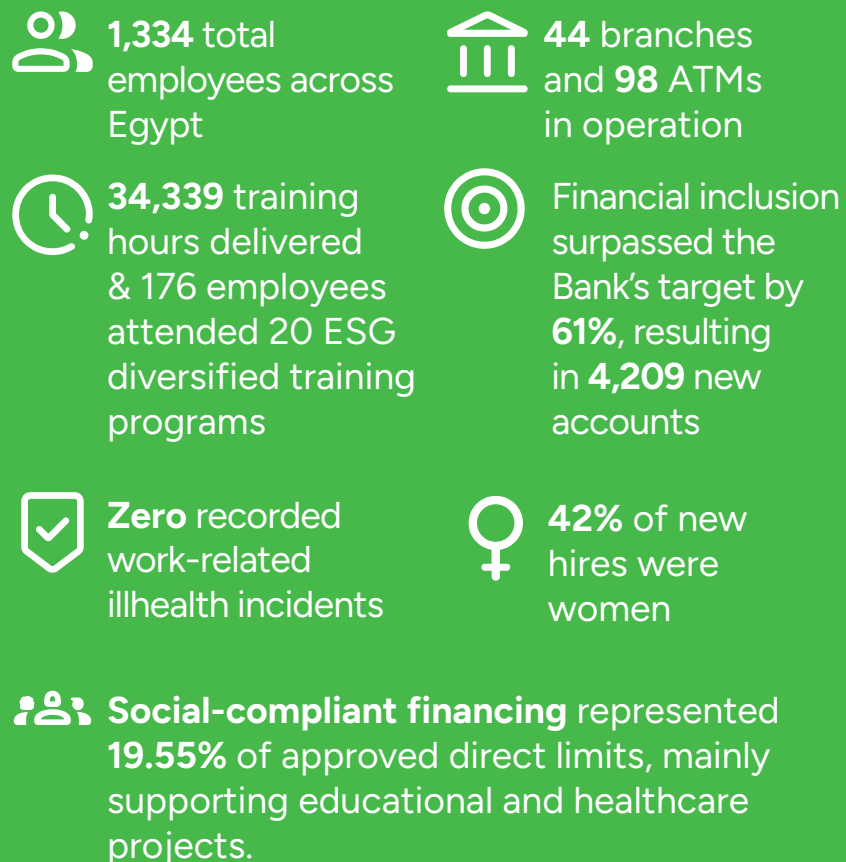 1,334 total
employees across
Egypt
44 branches
and 98 ATMs
in operation
34,339 training
hours delivered
& 176 employees
attended 20 ESG
diversified training
programs
Financial inclusion
surpassed the
Bank’s target by
61%, resulting
in 4,209 new
accounts
Zero recorded
work-related
illhealth incidents
42% of new
hires were
women
Social-compliant financing represented
19.55% of approved direct limits, mainly
supporting educational and healthcare
projects.